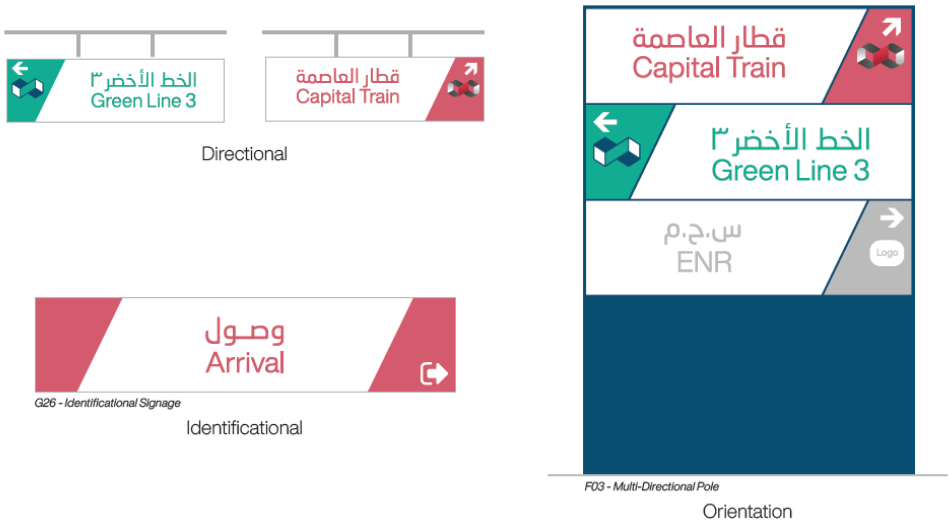 الخط الأخضر ٣
Green Line 3
قطار العاصمة
Capital Train
Directional
وصــول
Arrival
G26 - Identificational Signage
Identificational
قطار العاصمة
Capital Train
الخط الأخضر ٣
Green Line 3
س.ح.م
ENR
Logo
F03 - Multi-Directional Pole
Orientation